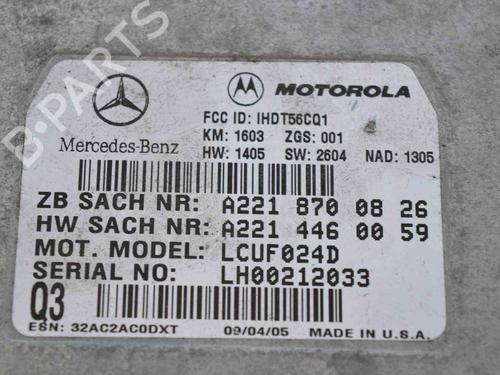 B-PARTS
MOTOROLA
FCC ID: IHDT56CQ1
KM: 1603 ZGS: 001
Mercedes-Benz
HW: 1405 SW: 2604 NAD: 1305
ZB SACH NR: A221 870 08 26
HW SACH NR: A221 446 00 59
MOT. MODEL: LCUF024D
SERIAL NO: LH00212033
Q3
ESN: 32AC2AC0DXT 09/04/05 MADE IN U.S.A.